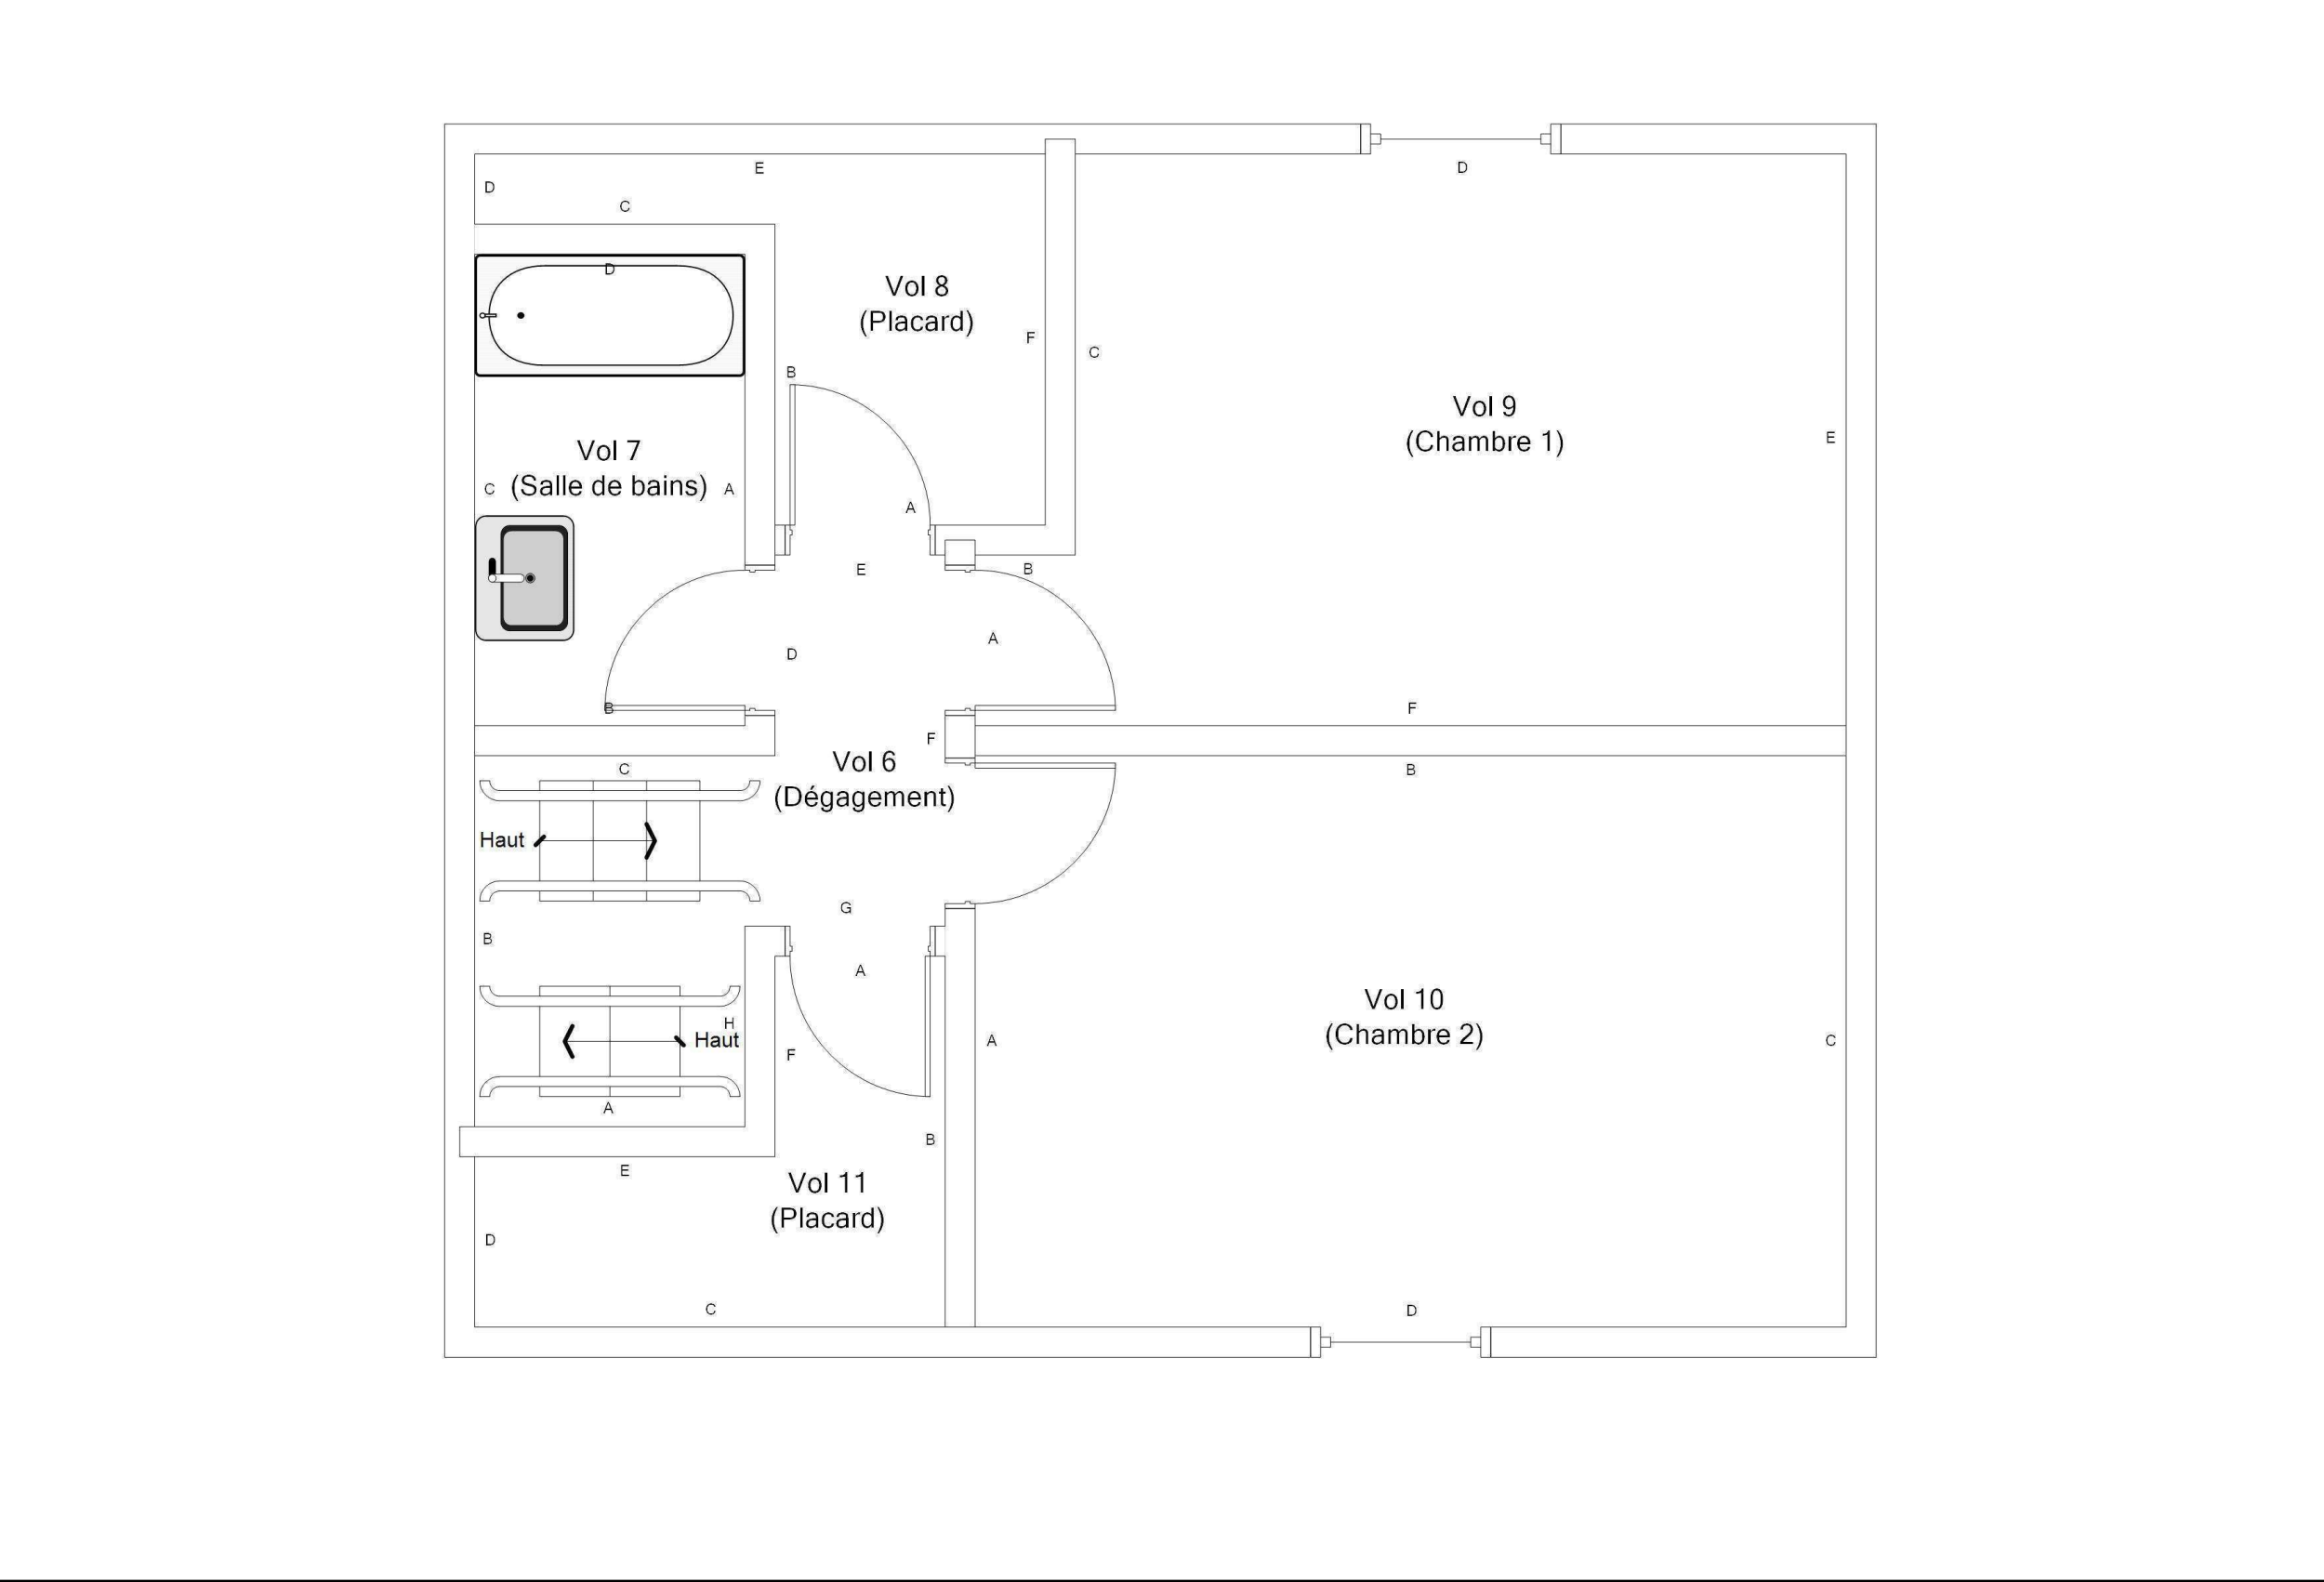 E
D
D
C
D
Vol 8
(Placard)
F
C
B
Vol 9
(Chambre 1)
E
Vol 7
(Salle de bains)
C
A
A
E
B
A
D
B
F
F
C
Vol 6
(Dégagement)
B
Haut
G
B
A
Vol 10
(Chambre 2)
H
Haut
F
A
C
A
B
E
Vol 11
(Placard)
D
C
D